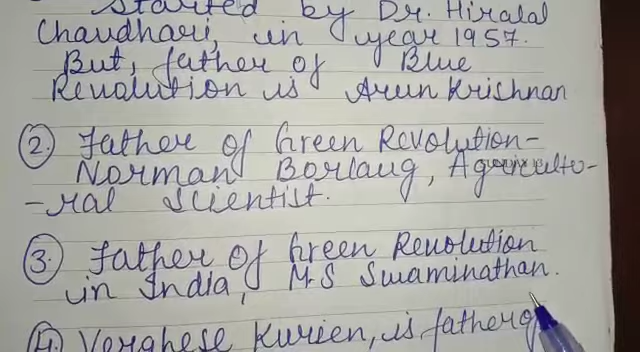 started by Dr. Hiralal
Chaudhari, in year 1957.
But, father of Blue
Revolution is Arun Krishnan
2. Father of Green Revolution-
Norman Borlaug, Agricultu-
-ral Scientist.
3. Father of Green Revolution
in India, M.S Swaminathan.
4. Verghese Kurien, is father of